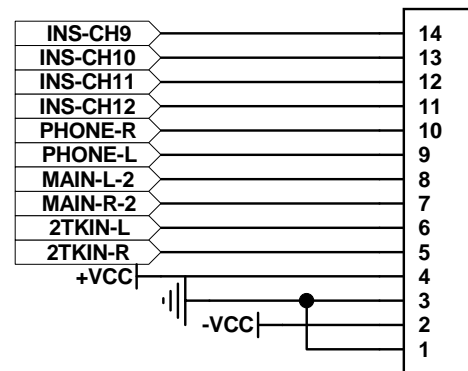 INS-CH9 14
INS-CH10 13
INS-CH11 12
INS-CH12 11
PHONE-R 10
PHONE-L 9
MAIN-L-2 8
MAIN-R-2 7
2TKIN-L 6
2TKIN-R 5
+VCC 4
3
-VCC 2
1